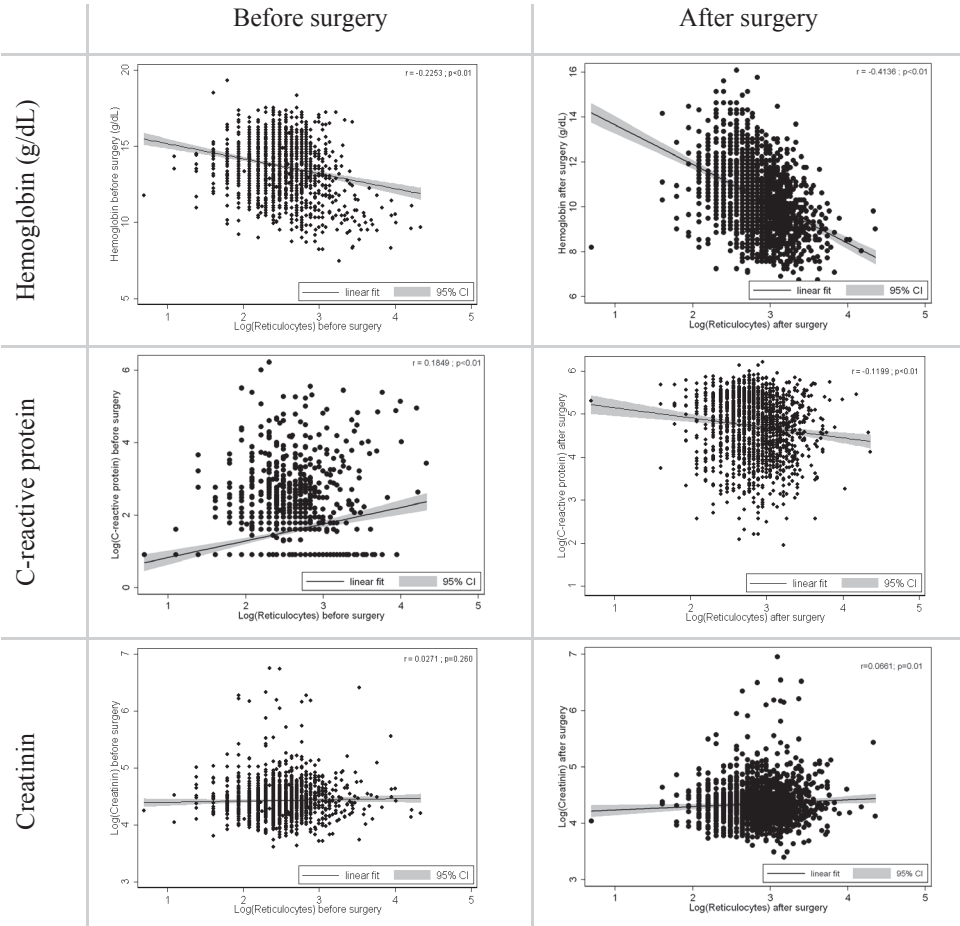 Before surgery
After surgery
Hemoglobin (g/dL)
r = -0.2253 ; p<0.01
Hemoglobin before surgery (g/dL)
20
15
10
5
linear fit 95% CI
1 2 3 4 5
Log(Reticulocytes) before surgery
r = -0.4136 ; p<0.01
Hemoglobin after surgery (g/dL)
16
14
12
10
8
6
linear fit 95% CI
1 2 3 4 5
Log(Reticulocytes) after surgery
C-reactive protein
r = 0.1849 ; p<0.01
Log(C-reactive protein) before surgery
6
4
2
0
linear fit 95% CI
1 2 3 4 5
Log(Reticulocytes) before surgery
r = -0.1199 ; p<0.01
Log(C-reactive protein) after surgery
6
5
4
3
2
1
linear fit 95% CI
1 2 3 4 5
Log(Reticulocytes) after surgery
Creatinin
r = 0.0271 ; p=0.260
Log(Creatinin) before surgery
7
6
5
4
3
linear fit 95% CI
1 2 3 4 5
Log(Reticulocytes) before surgery
r=0.0661; p=0.01
Log(Creatinin) after surgery
7
6
5
4
3
linear fit 95% CI
1 2 3 4 5
Log(Reticulocytes) after surgery